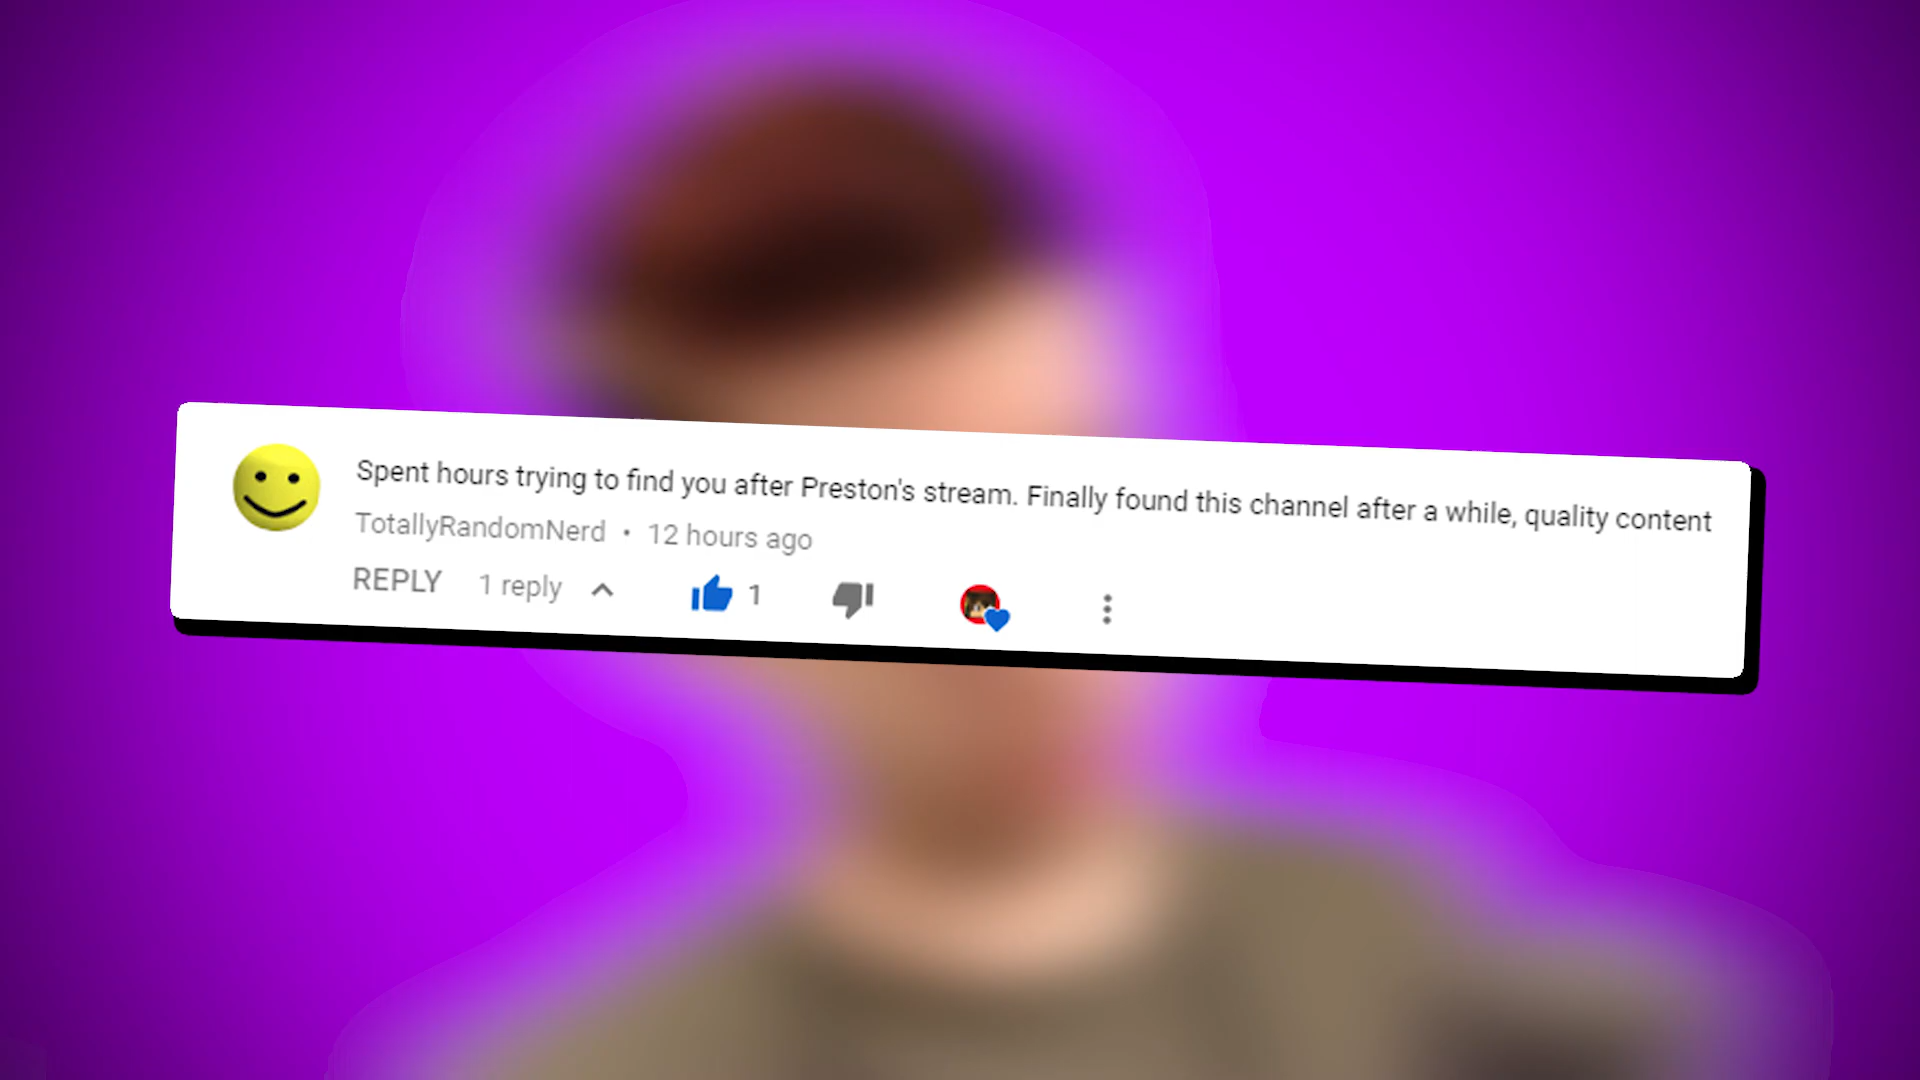 Spent hours trying to find you after Preston's stream. Finally found this channel after a while, quality content
TotallyRandomNerd • 12 hours ago
REPLY 1 reply 1